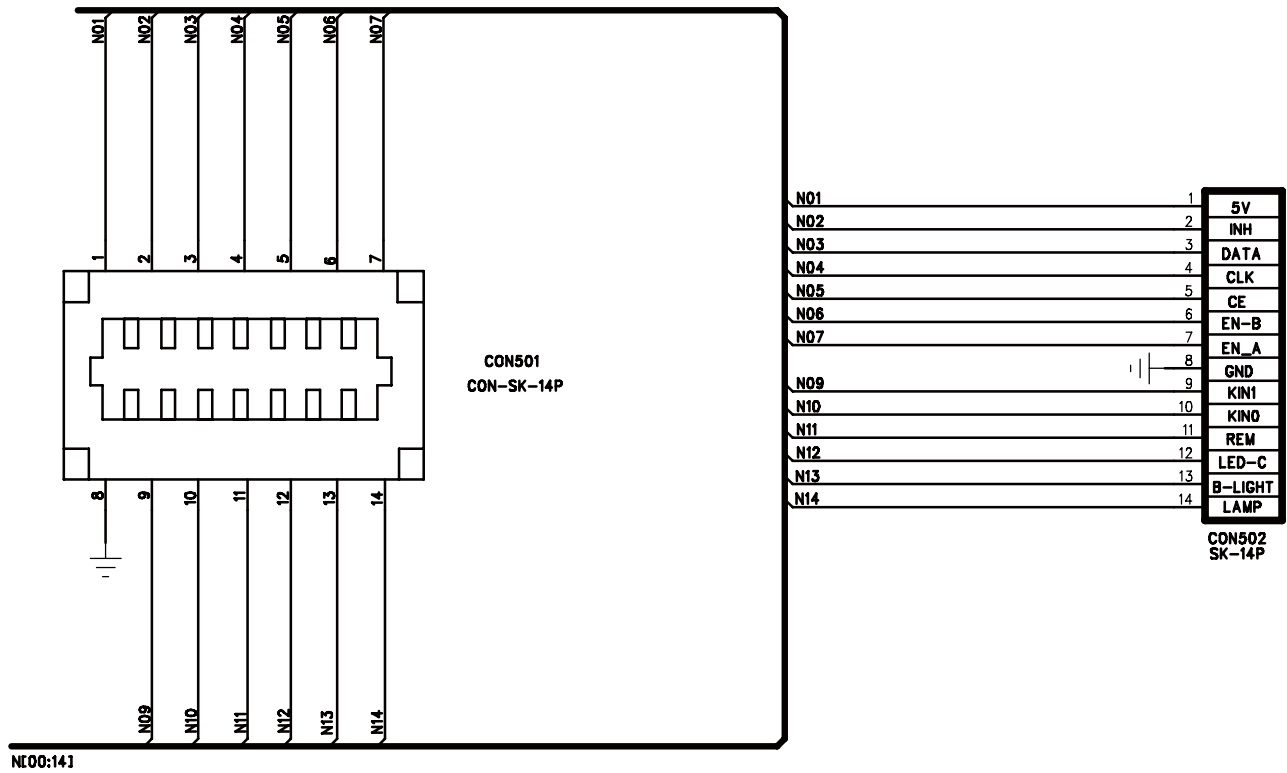 N01 N02 N03 N04 N05 N06 N07
1 2 3 4 5 6 7
CON501
CON-SK-14P
8 9 10 11 12 13 14
N09 N10 N11 N12 N13 N14
N[00:14]
N01 1 5V
N02 2 INH
N03 3 DATA
N04 4 CLK
N05 5 CE
N06 6 EN-B
N07 7 EN_A
8 GND
N09 9 KIN1
N10 10 KIN0
N11 11 REM
N12 12 LED-C
N13 13 B-LIGHT
N14 14 LAMP
CON502
SK-14P